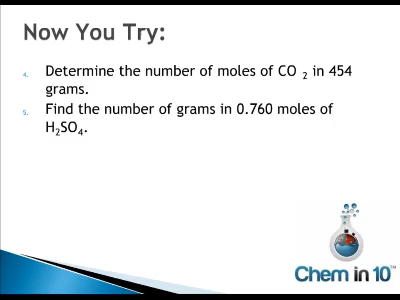 Now You Try:
4. Determine the number of moles of CO ₂ in 454
grams.
5. Find the number of grams in 0.760 moles of
H₂SO₄.
Chem in 10™